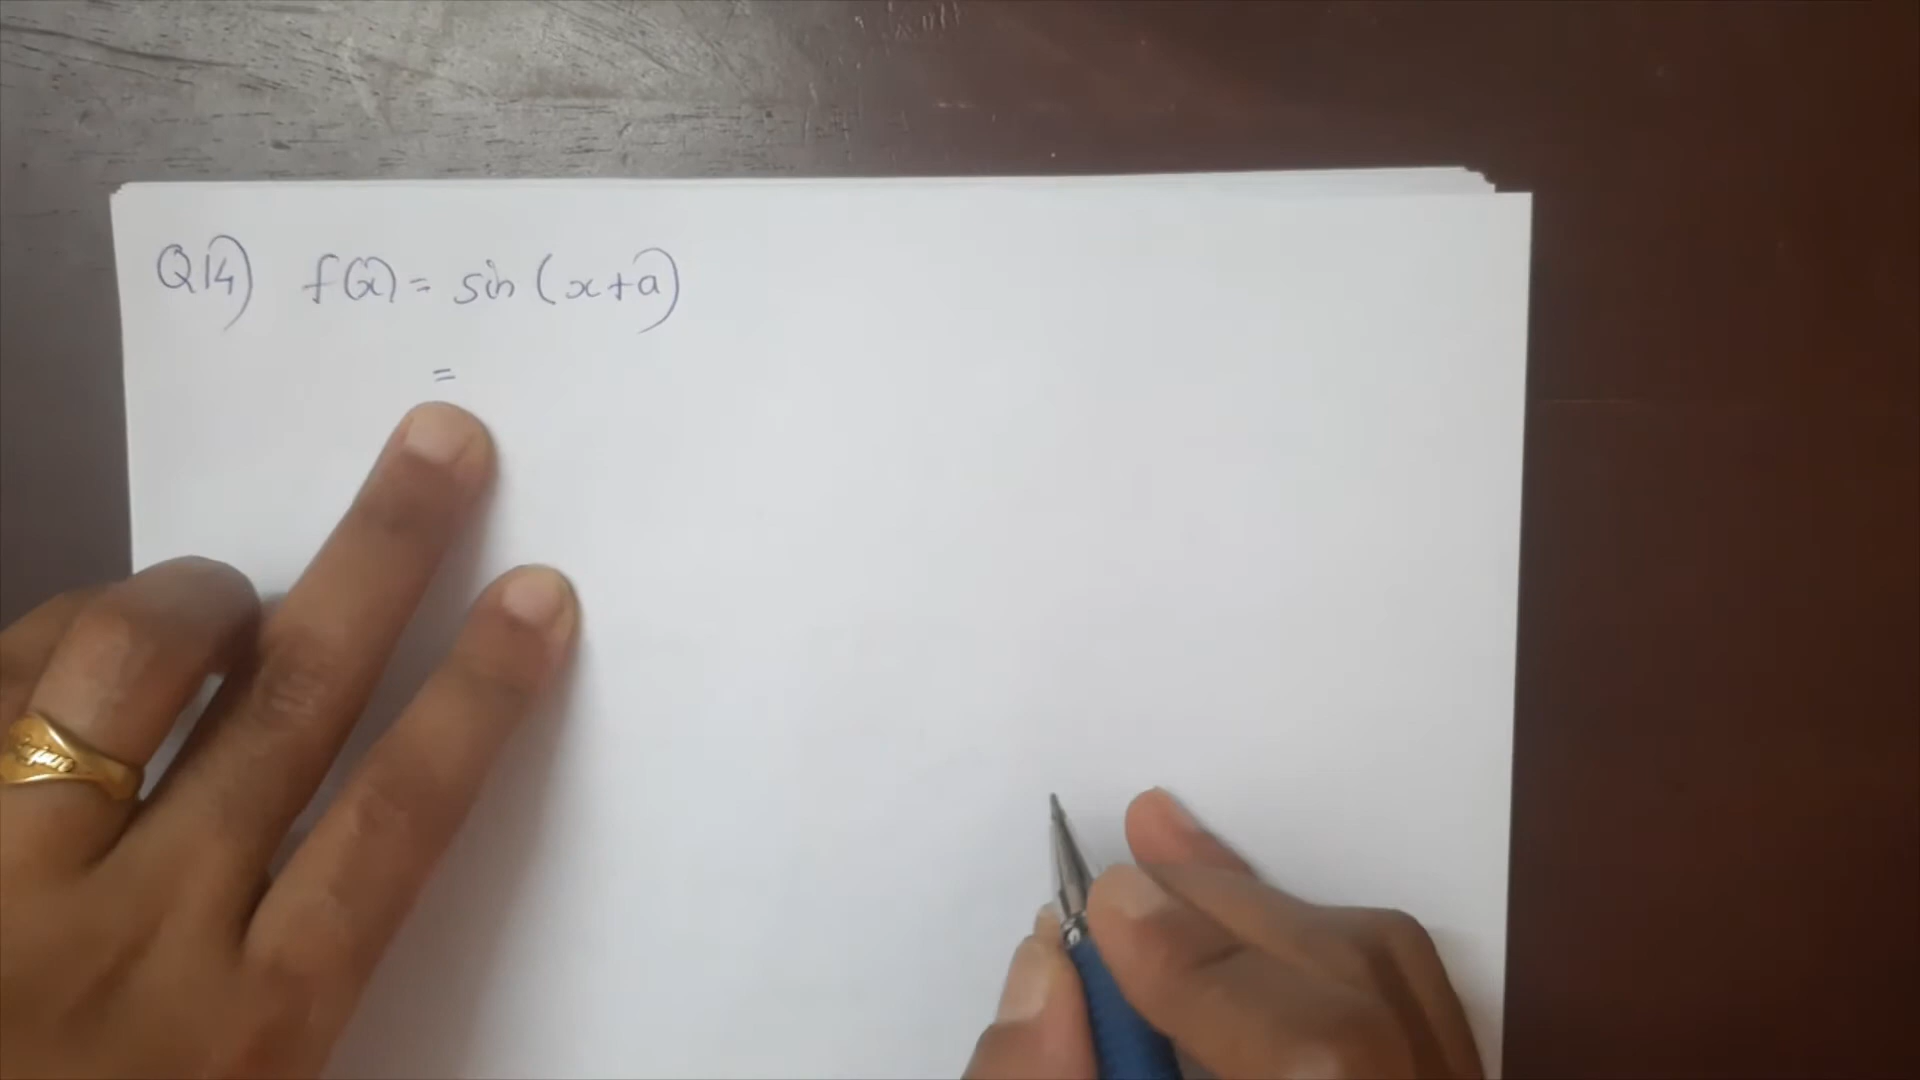 Q14) f(x) = sin (x+a)
=